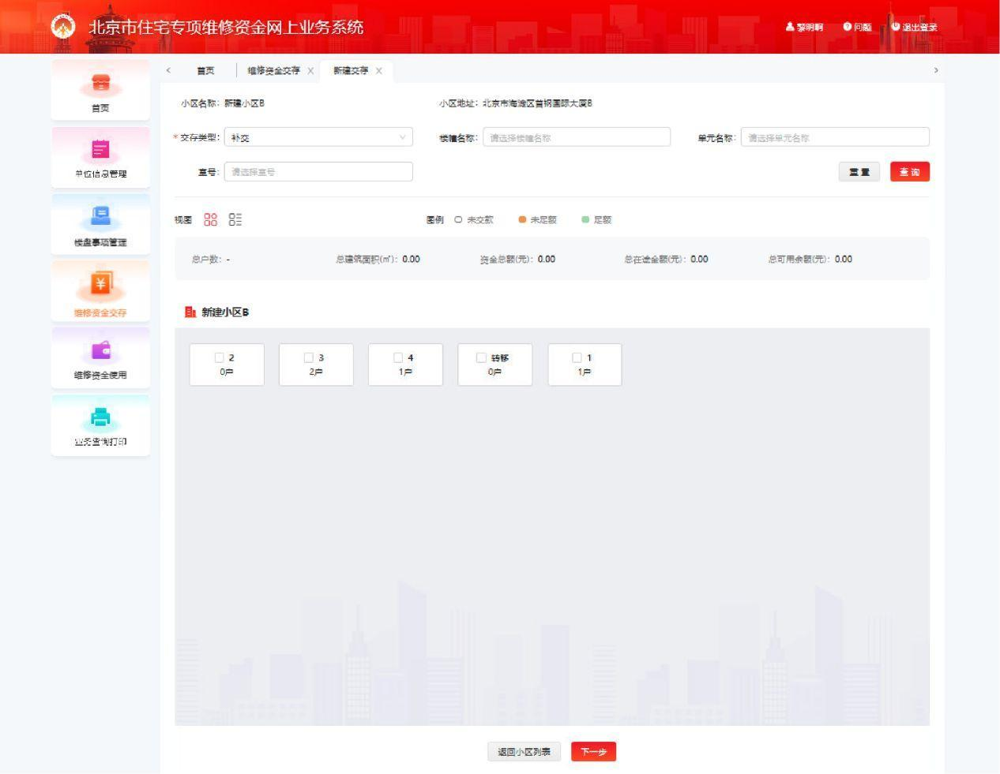 北京市住宅专项维修资金网上业务系统
黎明啊 问题 退出登录
首页
单位信息管理
楼盘事项管理
维修资金交存
维修资金使用
业务查询打印
首页 维修资金交存 新建交存
小区名称：新建小区B 小区地址：北京市海淀区首钢国际大厦B
*交存类型： 补交 楼幢名称： 请选择楼幢名称 单元名称： 请选择单元名称
室号： 请选择室号 重置 查询
视图 图例 未交款 未足额 足额
总户数：- 总建筑面积(㎡)：0.00 资金总额(元)：0.00 总在途金额(元)：0.00 总可用余额(元)：0.00
新建小区B
2 3 4 转移 1
0户 2户 1户 0户 1户
返回小区列表 下一步